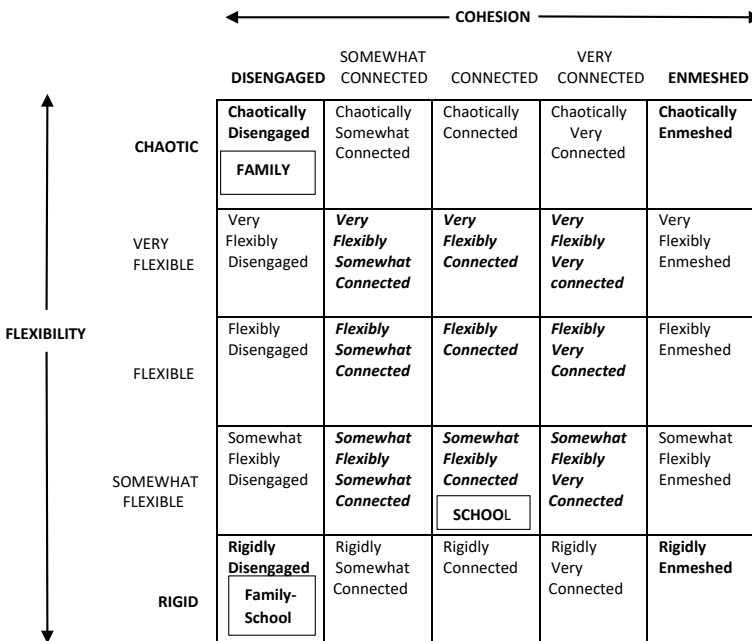 COHESION
SOMEWHAT
VERY
DISENGAGED CONNECTED CONNECTED CONNECTED ENMESHED
FLEXIBILITY
CHAOTIC
Chaotically
Disengaged
FAMILY
Chaotically
Somewhat
Connected
Chaotically
Connected
Chaotically
Very
Connected
Chaotically
Enmeshed
VERY
FLEXIBLE
Very
Flexibly
Disengaged
Very
Flexibly
Somewhat
Connected
Very
Flexibly
Connected
Very
Flexibly
Very
connected
Very
Flexibly
Enmeshed
FLEXIBLE
Flexibly
Disengaged
Flexibly
Somewhat
Connected
Flexibly
Connected
Flexibly
Very
Connected
Flexibly
Enmeshed
SOMEWHAT
FLEXIBLE
Somewhat
Flexibly
Disengaged
Somewhat
Flexibly
Somewhat
Connected
Somewhat
Flexibly
Connected
SCHOOL
Somewhat
Flexibly
Very
Connected
Somewhat
Flexibly
Enmeshed
RIGID
Rigidly
Disengaged
Family-
School
Rigidly
Somewhat
Connected
Rigidly
Connected
Rigidly
Very
Connected
Rigidly
Enmeshed